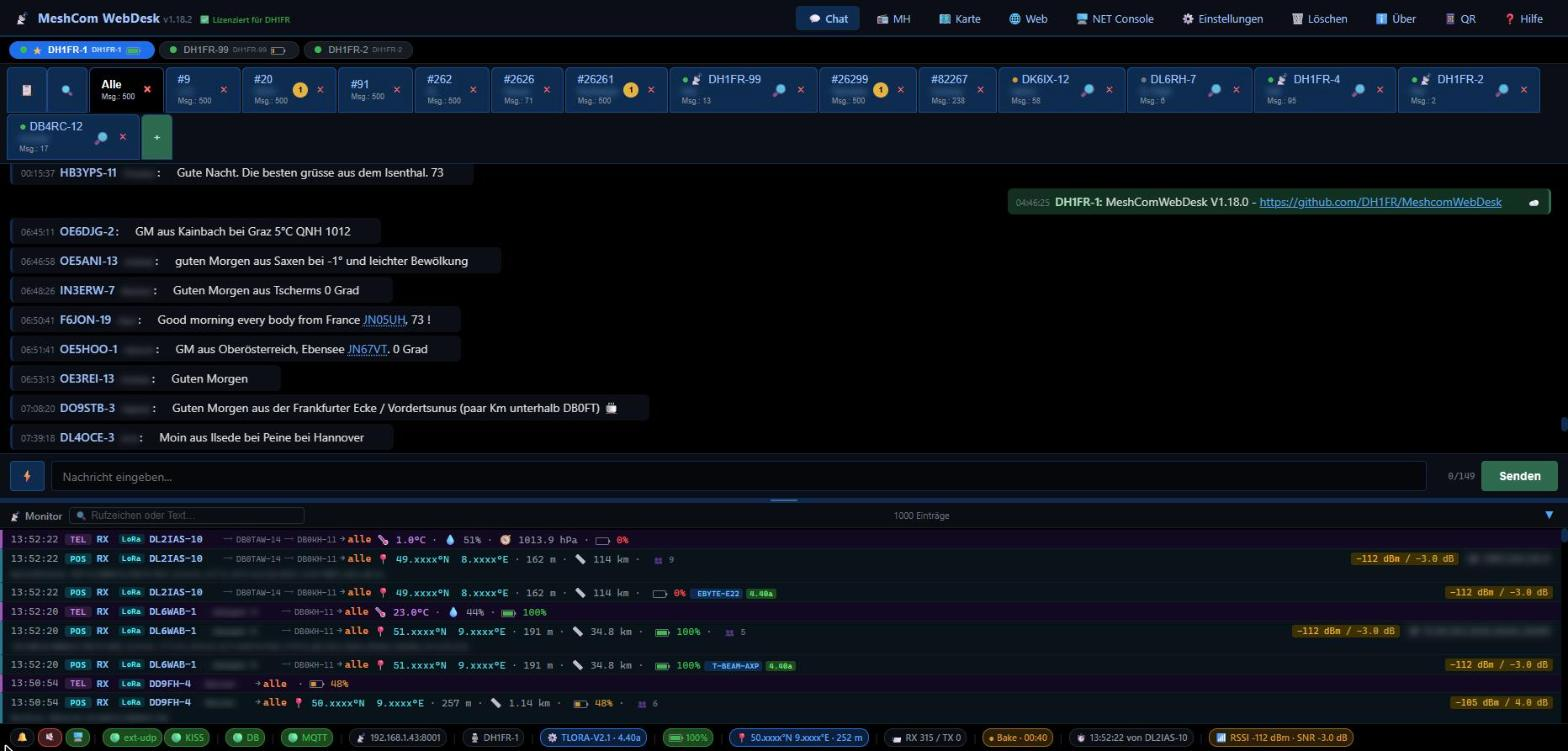 MeshCom WebDesk v1.18.2 Lizenziert für DH1FR Chat MH Karte Web NET Console Einstellungen Löschen Über QR Hilfe
DH1FR-1 DH1FR-1 DH1FR-99 DH1FR-99 DH1FR-2 DH1FR-2
Alle Msg.: 500
#9 Msg.: 500
#20 Msg.: 500 1
#91 Msg.: 500
#262 Msg.: 500
#2626 Msg.: 71
#26261 Msg.: 500 1
DH1FR-99 Msg.: 13
#26299 Msg.: 500 1
#82267 Msg.: 238
DK6IX-12 Msg.: 58
DL6RH-7 Msg.: 6
DH1FR-4 Msg.: 95
DH1FR-2 Msg.: 2
DB4RC-12 Msg.: 17
+
00:15:37 HB3YPS-11 : Gute Nacht. Die besten grüsse aus dem Isenthal. 73
04:46:25 DH1FR-1: MeshComWebDesk V1.18.0 - https://github.com/DH1FR/MeshcomWebDesk
06:45:11 OE6DJG-2: GM aus Kainbach bei Graz 5°C QNH 1012
06:46:58 OE5ANI-13 : guten Morgen aus Saxen bei -1° und leichter Bewölkung
06:48:26 IN3ERW-7 : Guten Morgen aus Tscherms 0 Grad
06:50:41 F6JON-19 : Good morning every body from France JN05UH, 73 !
06:51:41 OE5HOO-1 : GM aus Oberösterreich, Ebensee JN67VT. 0 Grad
06:53:13 OE3REI-13 : Guten Morgen
07:08:20 DO9STB-3 : Guten Morgen aus der Frankfurter Ecke / Vordertsunus (paar Km unterhalb DB0FT)
07:39:18 DL4OCE-3 : Moin aus Ilsede bei Peine bei Hannover
Nachricht eingeben... 0/149 Senden
Monitor Rufzeichen oder Text... 1000 Einträge
13:52:22 TEL RX LoRa DL2IAS-10 → DB0TAW-14 → DB0KH-11 → alle 1.0°C · 51% · 1013.9 hPa · 0%
13:52:22 POS RX LoRa DL2IAS-10 → DB0TAW-14 → DB0KH-11 → alle 49.xxxx°N 8.xxxx°E · 162 m · 114 km · 9 -112 dBm / -3.0 dB
13:52:22 POS RX LoRa DL2IAS-10 → DB0TAW-14 → DB0KH-11 → alle 49.xxxx°N 8.xxxx°E · 162 m · 114 km · 0% EBYTE-E22 4.40a -112 dBm / -3.0 dB
13:52:20 TEL RX LoRa DL6WAB-1 → DB0KH-11 → alle 23.0°C · 44% · 100%
13:52:20 POS RX LoRa DL6WAB-1 → DB0KH-11 → alle 51.xxxx°N 9.xxxx°E · 191 m · 34.8 km · 100% · 5 -112 dBm / -3.0 dB
13:52:20 POS RX LoRa DL6WAB-1 → DB0KH-11 → alle 51.xxxx°N 9.xxxx°E · 191 m · 34.8 km · 100% T-BEAM-AXP 4.40a -112 dBm / -3.0 dB
13:50:54 TEL RX LoRa DD9FH-4 → alle · 48%
13:50:54 POS RX LoRa DD9FH-4 → alle 50.xxxx°N 9.xxxx°E · 257 m · 1.14 km · 48% · 6 -105 dBm / 4.0 dB
ext-udp KISS DB MQTT 192.168.1.43:8001 DH1FR-1 TLORA-V2.1 · 4.40a 100% 50.xxxx°N 9.xxxx°E · 252 m RX 315 / TX 0 Bake · 00:40 13:52:22 von DL2IAS-10 RSSI -112 dBm · SNR -3.0 dB